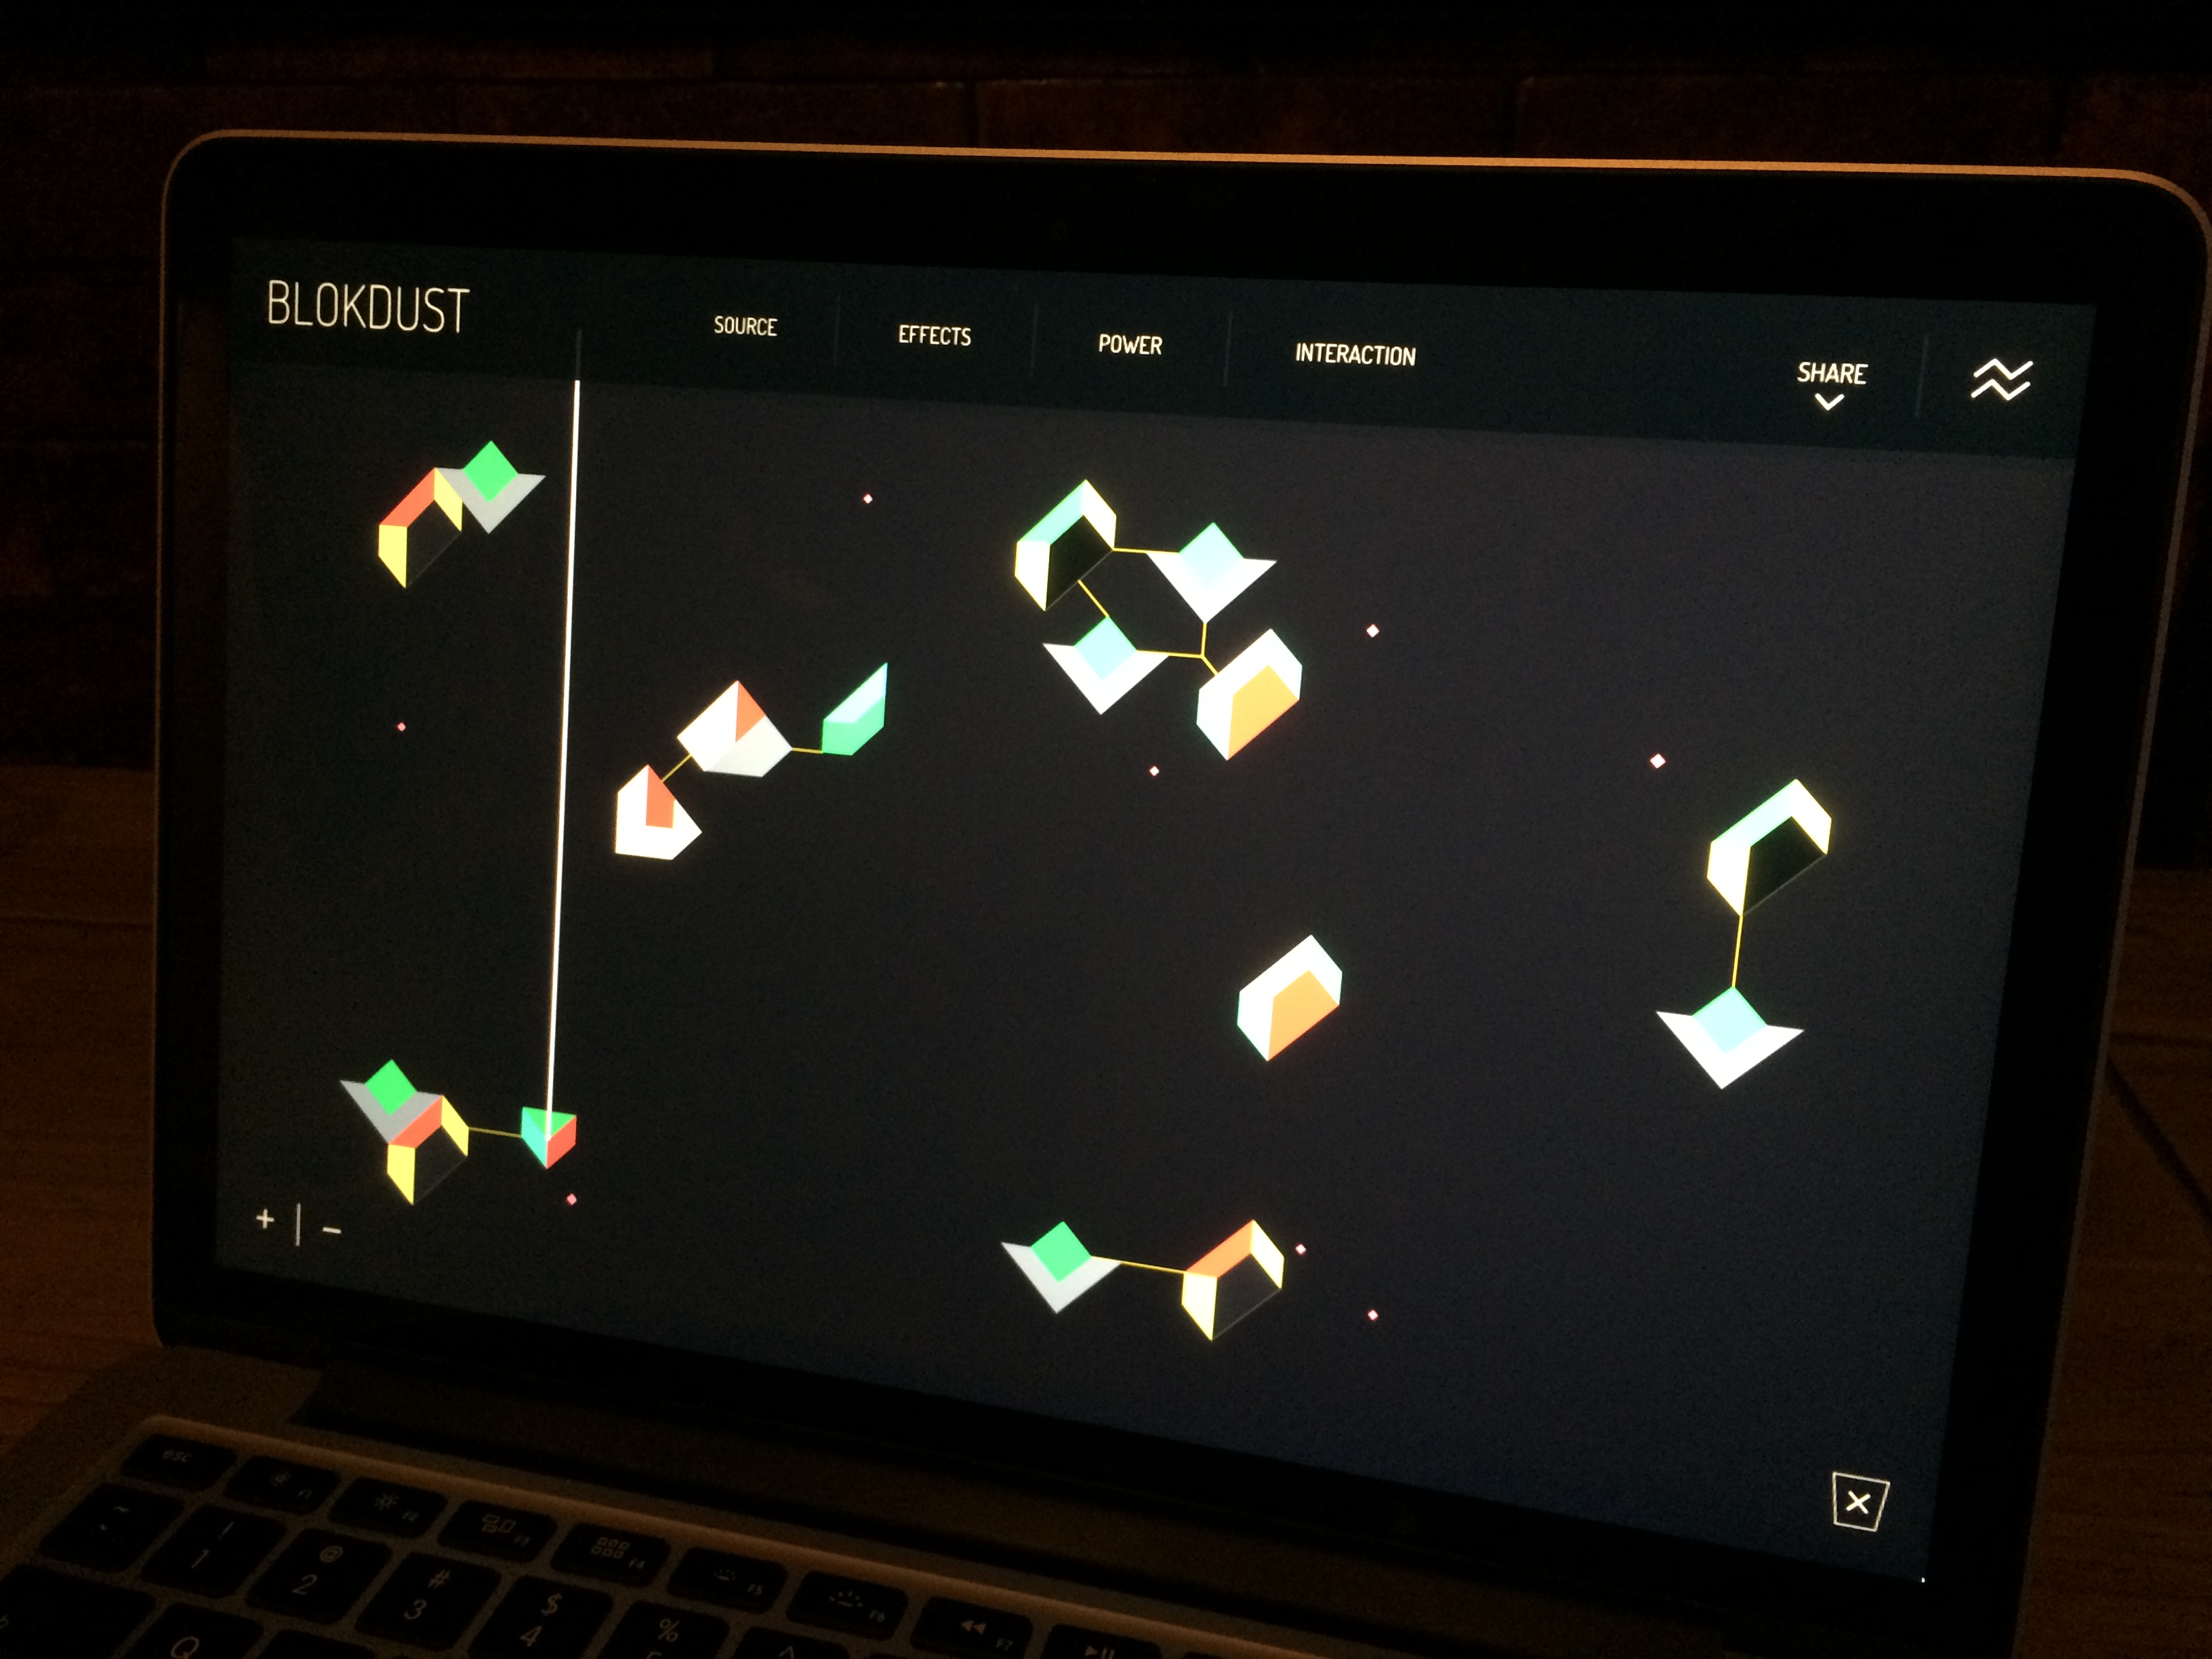 BLOKDUST
SOURCE
EFFECTS
POWER
INTERACTION
SHARE
+ | −
esc
F1
F2
F3
F4
F5
F6
F7
~
!
1
@
2
#
3
$
4
%
Q